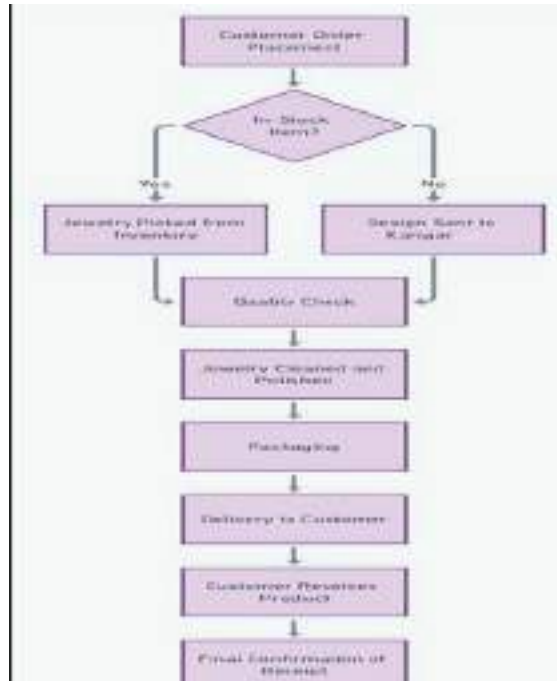 Customer Order
Placement
In-Stock
Item?
Yes
No
Jewelry Picked from
Inventory
Design Sent to
Karigar
Quality Check
Jewelry Cleaned and
Polished
Packaging
Delivery to Customer
Customer Receives
Product
Final Confirmation of
Receipt